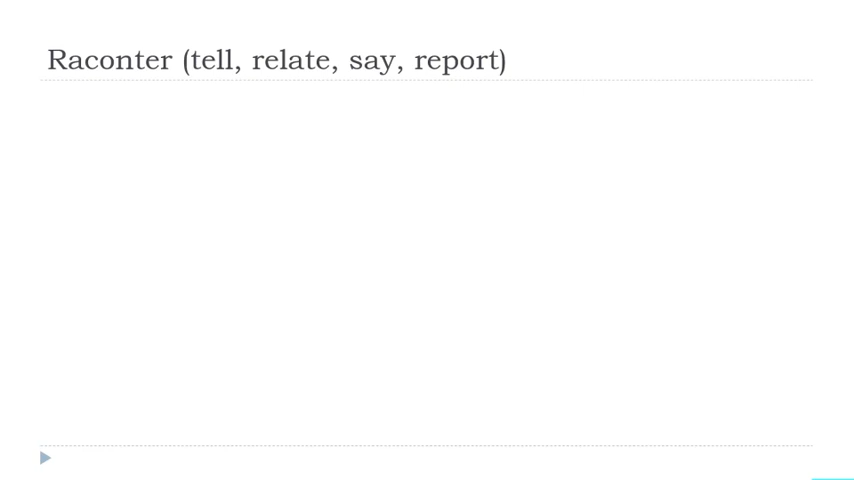 Raconter (tell, relate, say, report)